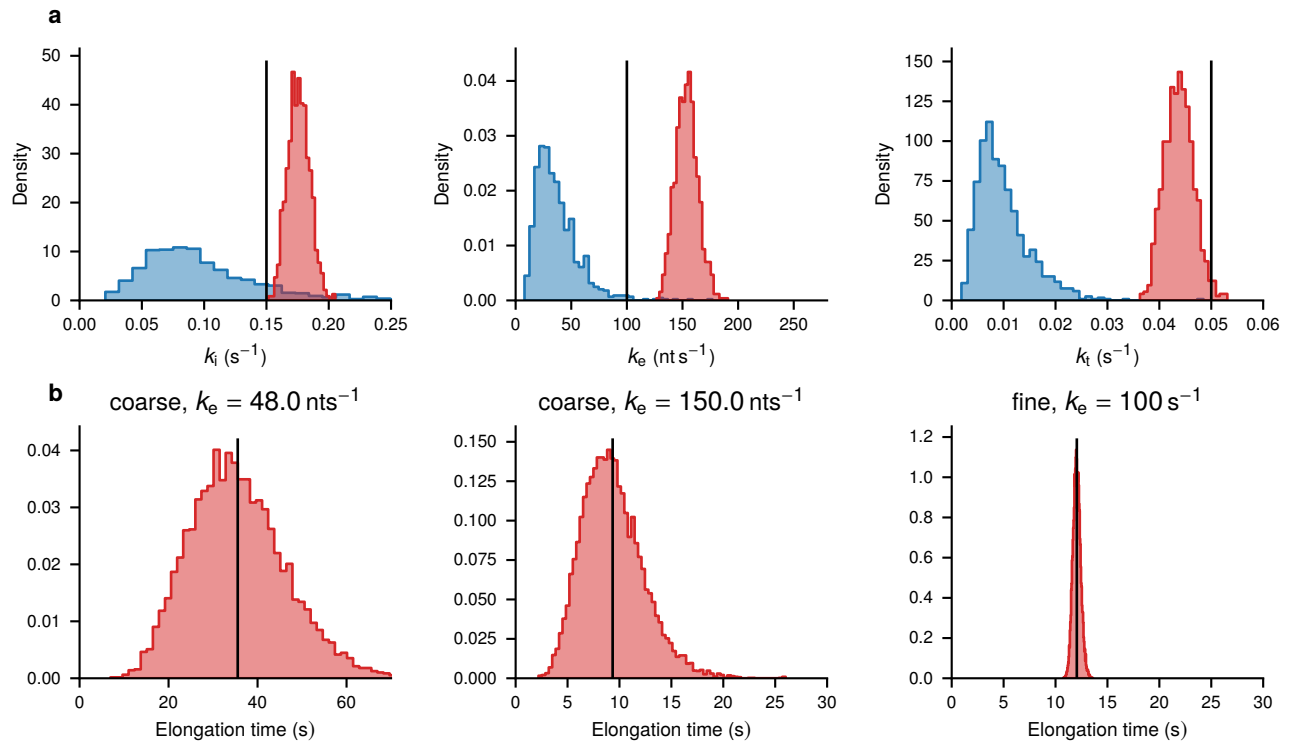 a
50
40
30
20
10
0
Density
0.00 0.05 0.10 0.15 0.20 0.25
kᵢ (s⁻¹)
0.04
0.03
0.02
0.01
0.00
Density
0 50 100 150 200 250
kₑ (nt s⁻¹)
150
125
100
75
50
25
0
Density
0.00 0.01 0.02 0.03 0.04 0.05 0.06
kₜ (s⁻¹)
b
coarse, kₑ = 48.0 nts⁻¹
0.04
0.03
0.02
0.01
0.00
0 20 40 60
Elongation time (s)
coarse, kₑ = 150.0 nts⁻¹
0.150
0.125
0.100
0.075
0.050
0.025
0.000
0 5 10 15 20 25 30
Elongation time (s)
fine, kₑ = 100 s⁻¹
1.2
1.0
0.8
0.6
0.4
0.2
0.0
0 5 10 15 20 25 30
Elongation time (s)